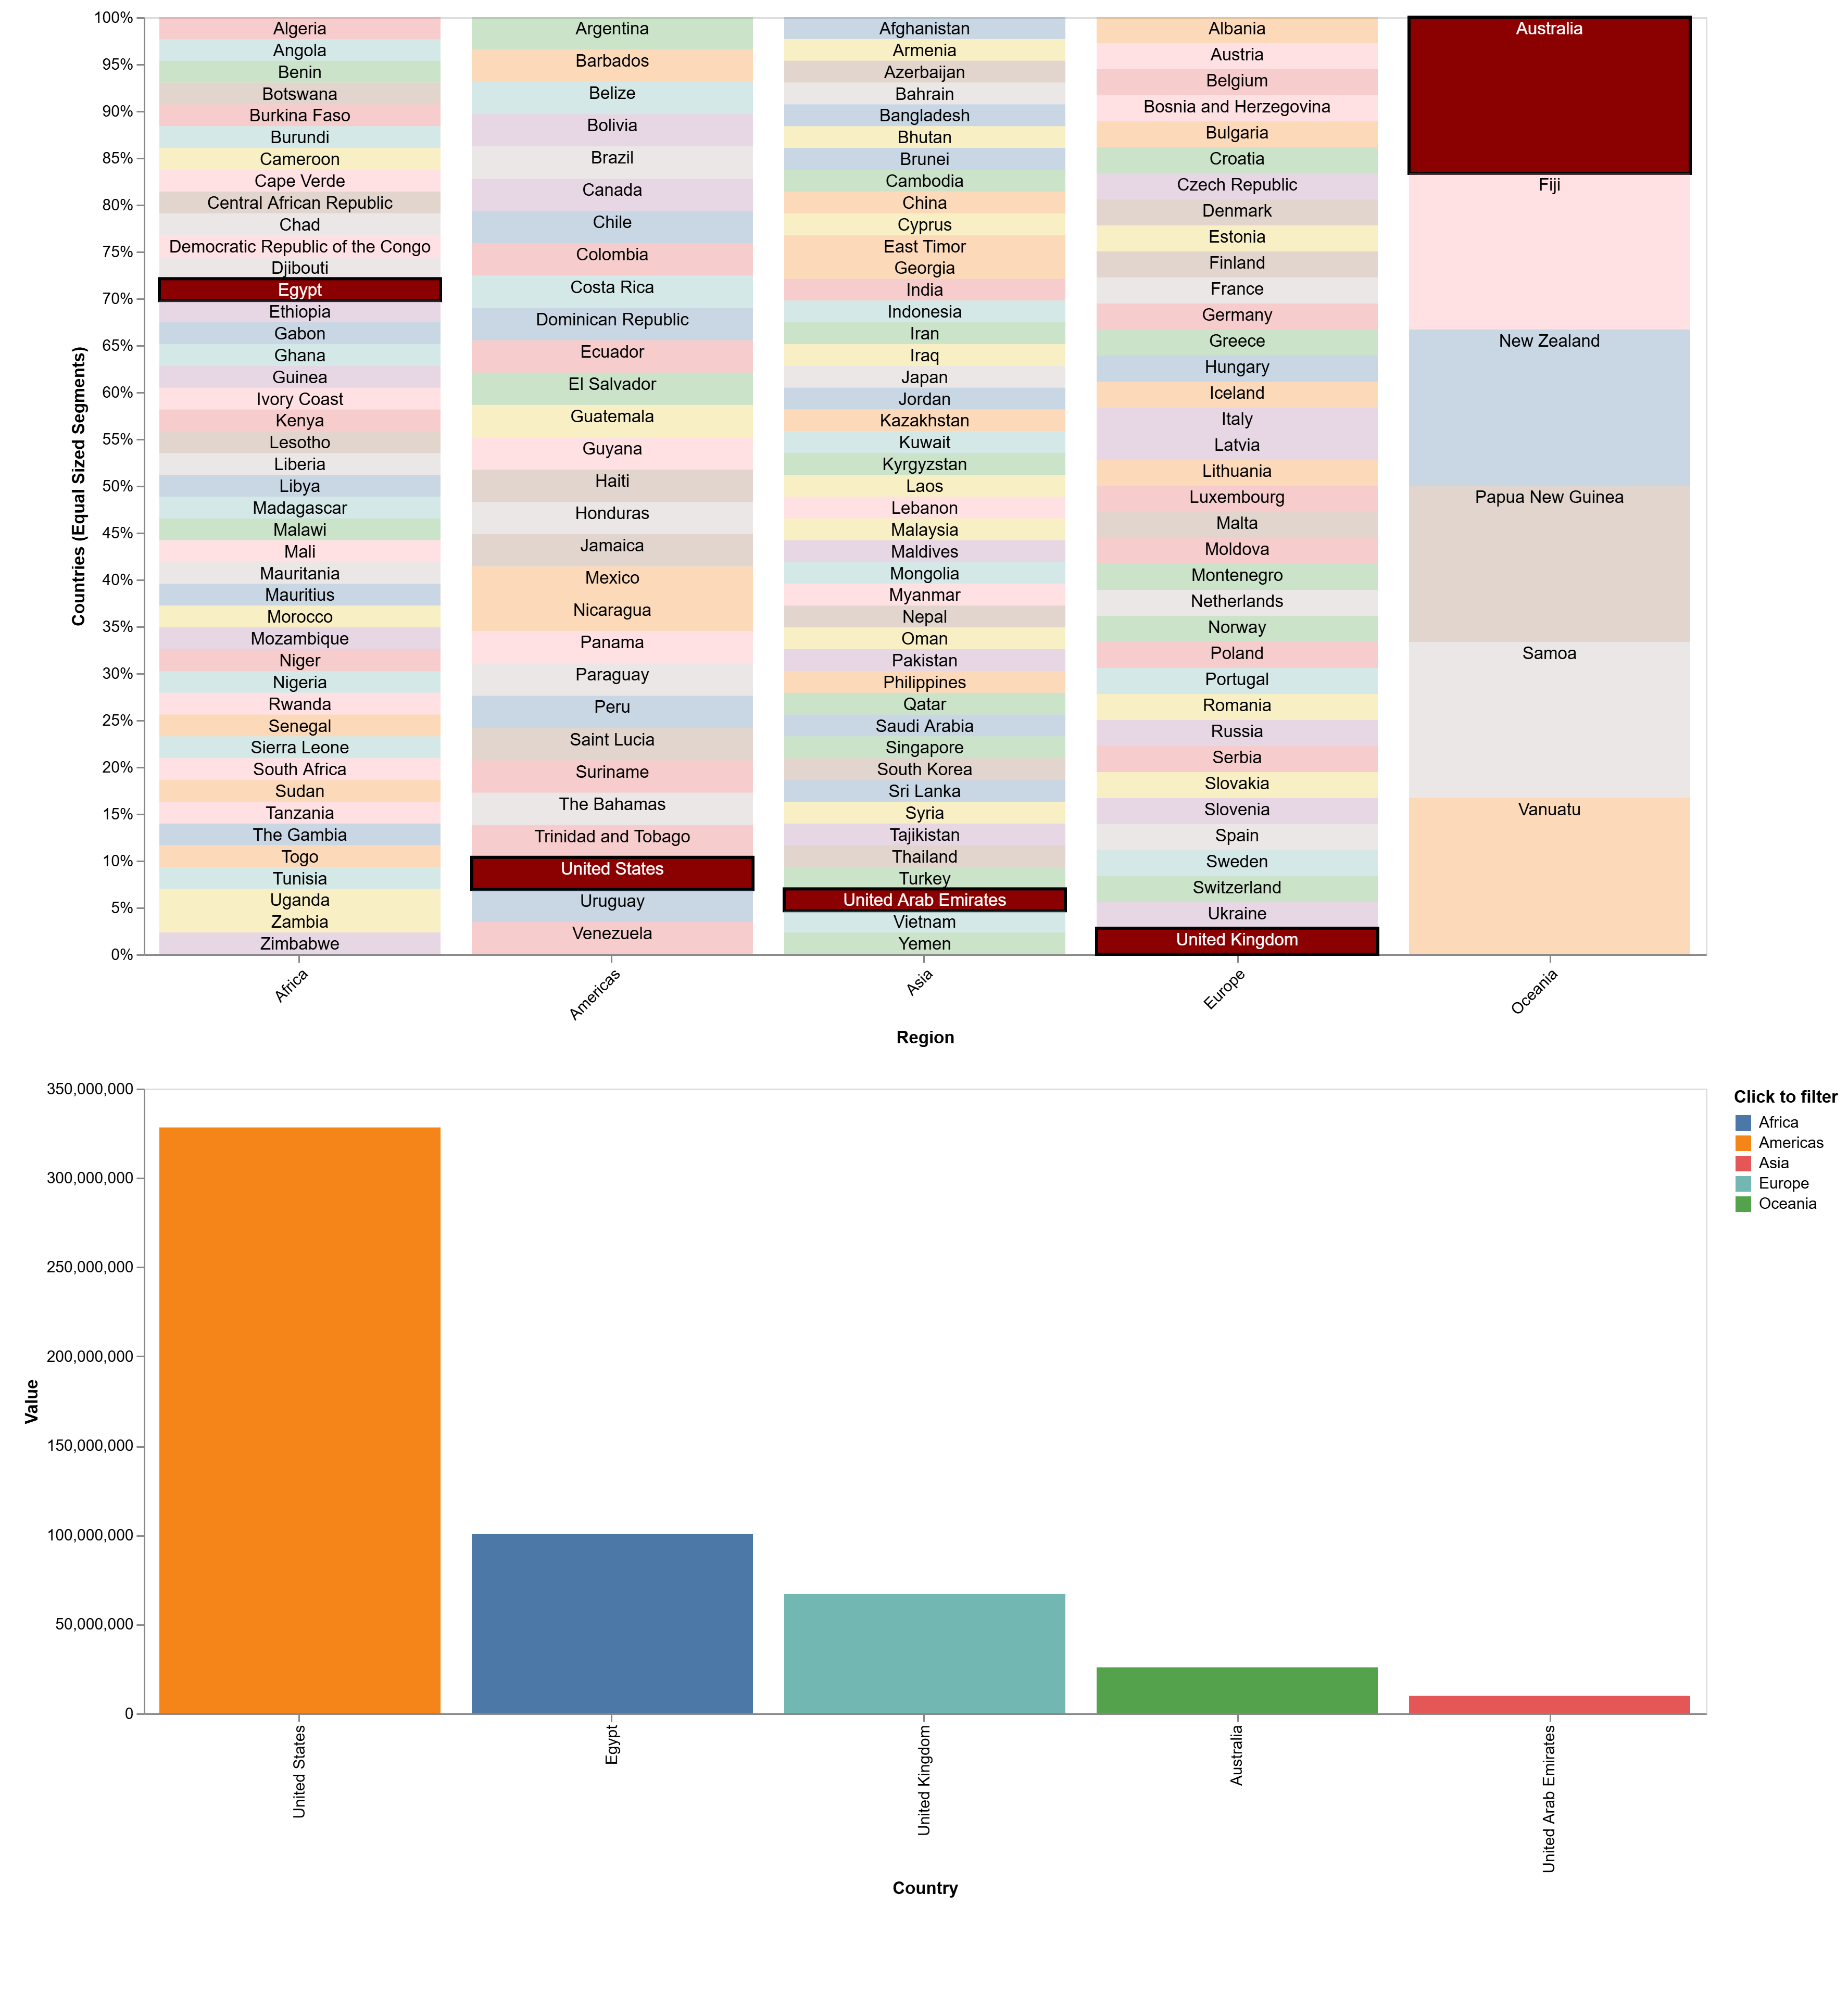 Countries (Equal Sized Segments)
100%
95%
90%
85%
80%
75%
70%
65%
60%
55%
50%
45%
40%
35%
30%
25%
20%
15%
10%
5%
0%
Algeria
Angola
Benin
Botswana
Burkina Faso
Burundi
Cameroon
Cape Verde
Central African Republic
Chad
Democratic Republic of the Congo
Djibouti
Egypt
Ethiopia
Gabon
Ghana
Guinea
Ivory Coast
Kenya
Lesotho
Liberia
Libya
Madagascar
Malawi
Mali
Mauritania
Mauritius
Morocco
Mozambique
Niger
Nigeria
Rwanda
Senegal
Sierra Leone
South Africa
Sudan
Tanzania
The Gambia
Togo
Tunisia
Uganda
Zambia
Zimbabwe
Argentina
Barbados
Belize
Bolivia
Brazil
Canada
Chile
Colombia
Costa Rica
Dominican Republic
Ecuador
El Salvador
Guatemala
Guyana
Haiti
Honduras
Jamaica
Mexico
Nicaragua
Panama
Paraguay
Peru
Saint Lucia
Suriname
The Bahamas
Trinidad and Tobago
United States
Uruguay
Venezuela
Afghanistan
Armenia
Azerbaijan
Bahrain
Bangladesh
Bhutan
Brunei
Cambodia
China
Cyprus
East Timor
Georgia
India
Indonesia
Iran
Iraq
Japan
Jordan
Kazakhstan
Kuwait
Kyrgyzstan
Laos
Lebanon
Malaysia
Maldives
Mongolia
Myanmar
Nepal
Oman
Pakistan
Philippines
Qatar
Saudi Arabia
Singapore
South Korea
Sri Lanka
Syria
Tajikistan
Thailand
Turkey
United Arab Emirates
Vietnam
Yemen
Albania
Austria
Belgium
Bosnia and Herzegovina
Bulgaria
Croatia
Czech Republic
Denmark
Estonia
Finland
France
Germany
Greece
Hungary
Iceland
Italy
Latvia
Lithuania
Luxembourg
Malta
Moldova
Montenegro
Netherlands
Norway
Poland
Portugal
Romania
Russia
Serbia
Slovakia
Slovenia
Spain
Sweden
Switzerland
Ukraine
United Kingdom
Australia
Fiji
New Zealand
Papua New Guinea
Samoa
Vanuatu
Africa
Americas
Asia
Europe
Oceania
Region
Value
350,000,000
300,000,000
250,000,000
200,000,000
150,000,000
100,000,000
50,000,000
0
United States
Egypt
United Kingdom
Australia
United Arab Emirates
Country
Click to filter
Africa
Americas
Asia
Europe
Oceania